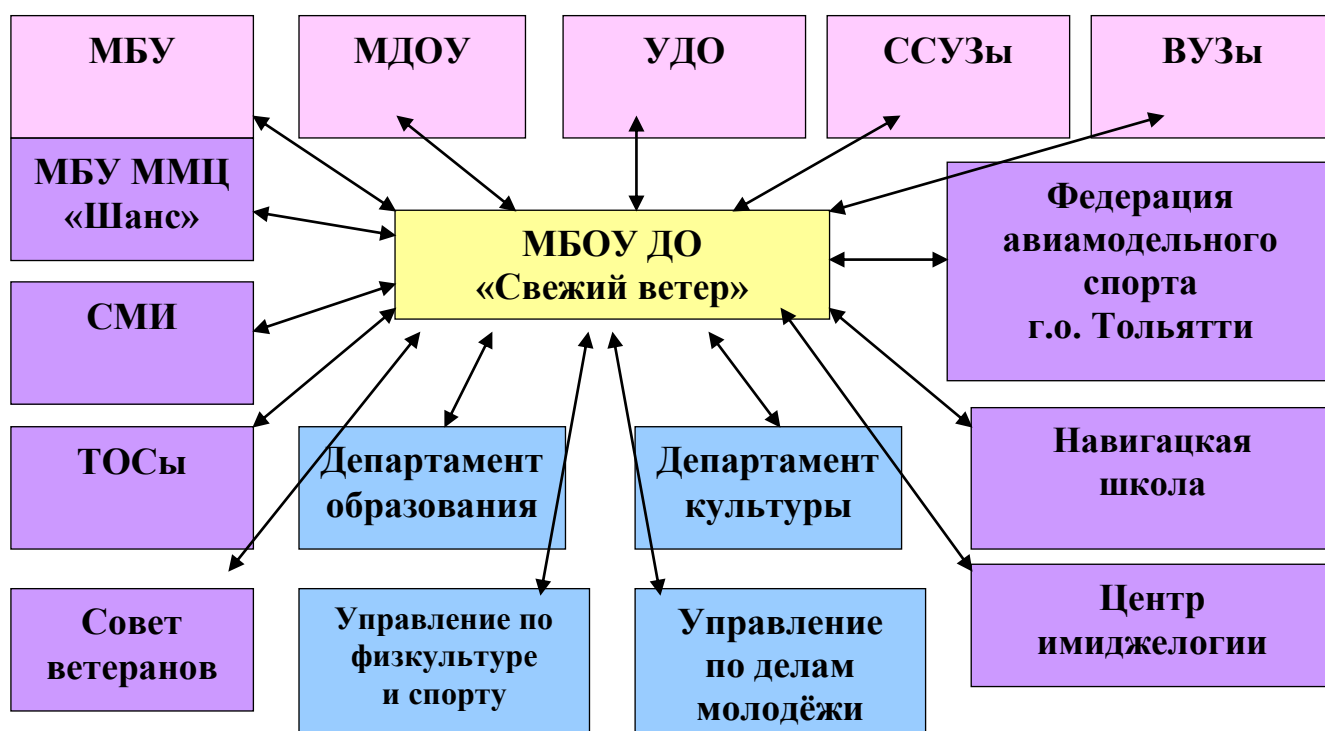 МБУ
МДОУ
УДО
ССУЗы
ВУЗы
МБУ ММЦ
«Шанс»
МБОУ ДО
«Свежий ветер»
Федерация
авиамодельного
спорта
г.о. Тольятти
СМИ
ТОСы
Департамент
образования
Департамент
культуры
Навигацкая
школа
Совет
ветеранов
Управление по
физкультуре
и спорту
Управление
по делам
молодёжи
Центр
имиджелогии